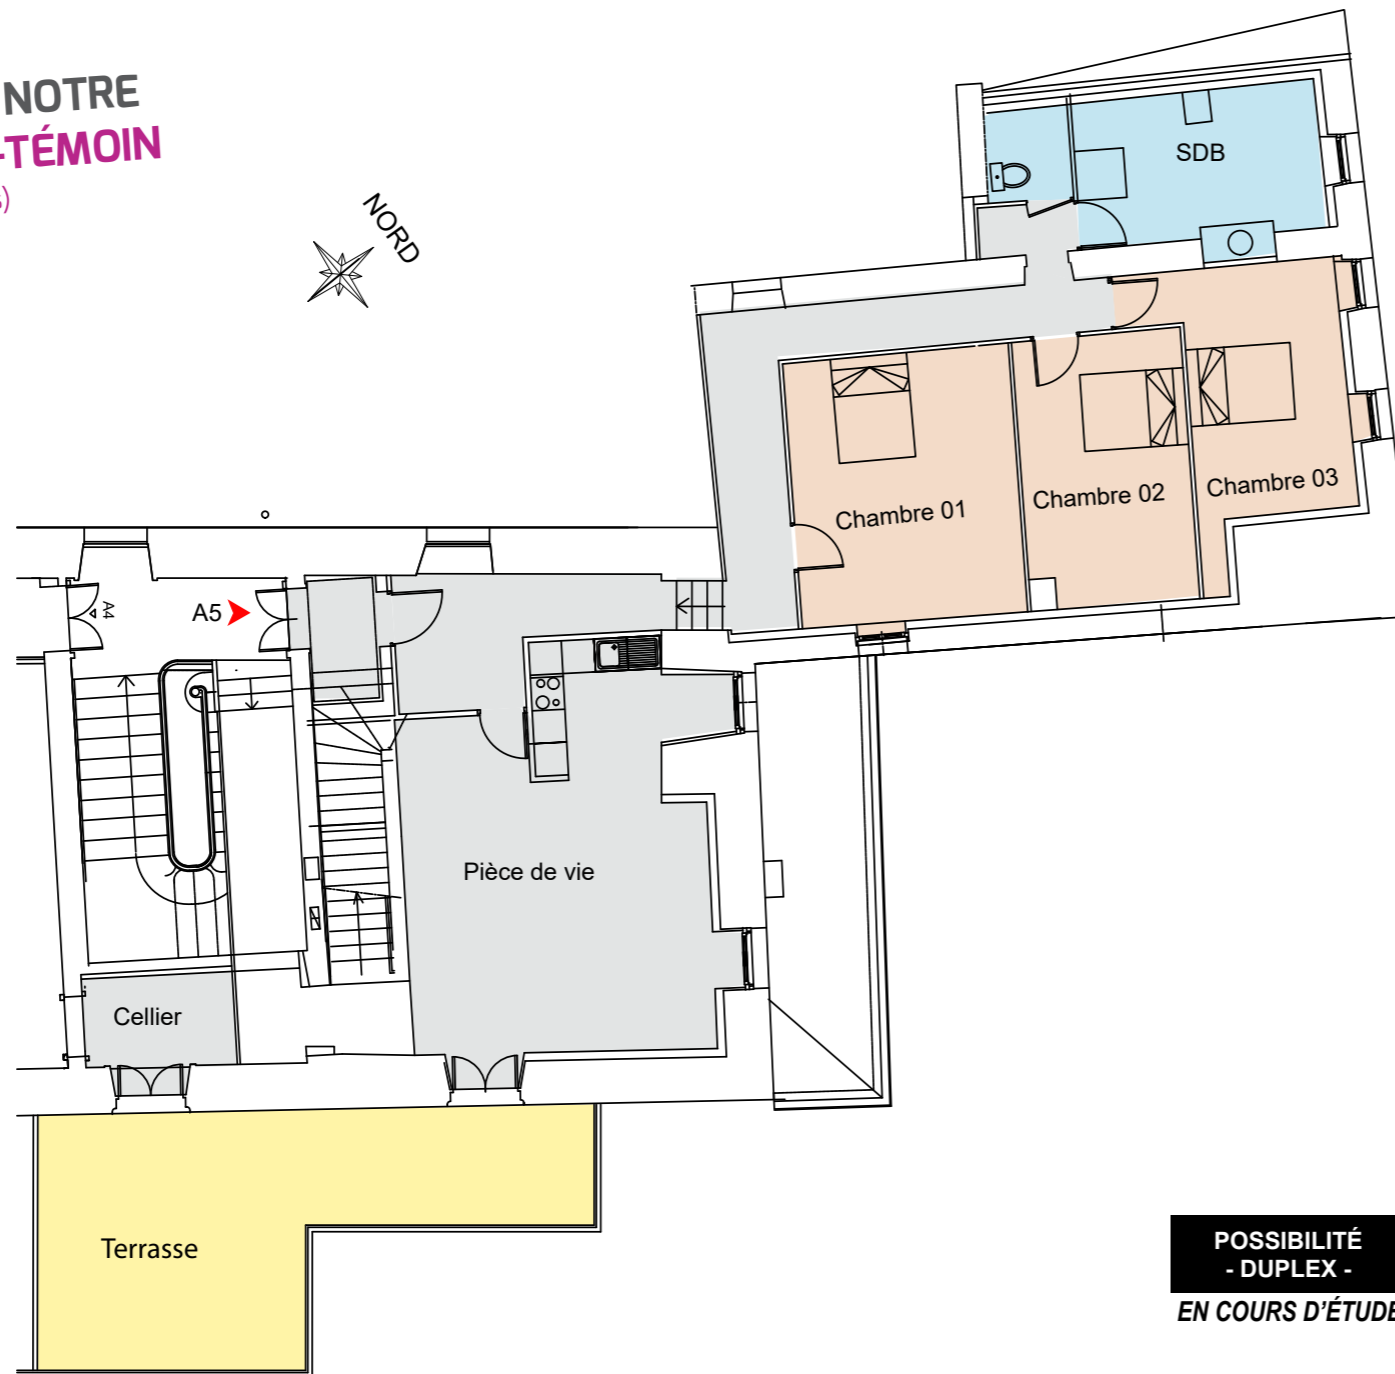 NOTRE
-TÉMOIN
s)
NORD
SDB
Chambre 01
Chambre 02
Chambre 03
A4
A5
Pièce de vie
Cellier
Terrasse
POSSIBILITÉ
- DUPLEX -
EN COURS D'ÉTUDE